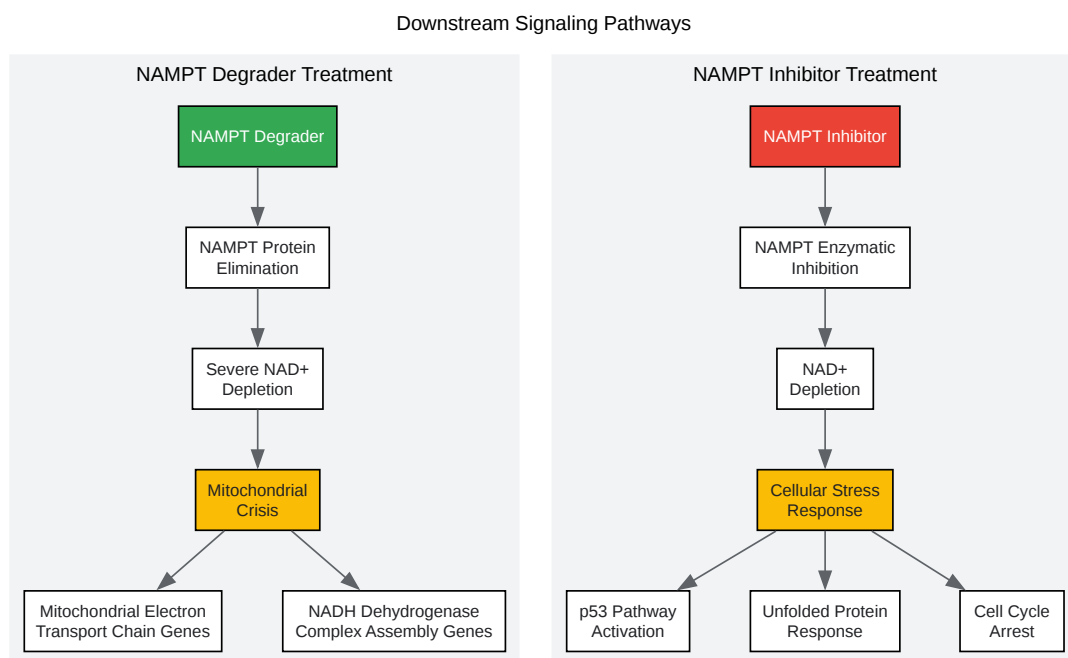 Downstream Signaling Pathways
NAMPT Degrader Treatment
NAMPT Degrader
NAMPT Protein
Elimination
Severe NAD+
Depletion
Mitochondrial
Crisis
Mitochondrial Electron
Transport Chain Genes
NADH Dehydrogenase
Complex Assembly Genes
NAMPT Inhibitor Treatment
NAMPT Inhibitor
NAMPT Enzymatic
Inhibition
NAD+
Depletion
Cellular Stress
Response
p53 Pathway
Activation
Unfolded Protein
Response
Cell Cycle
Arrest